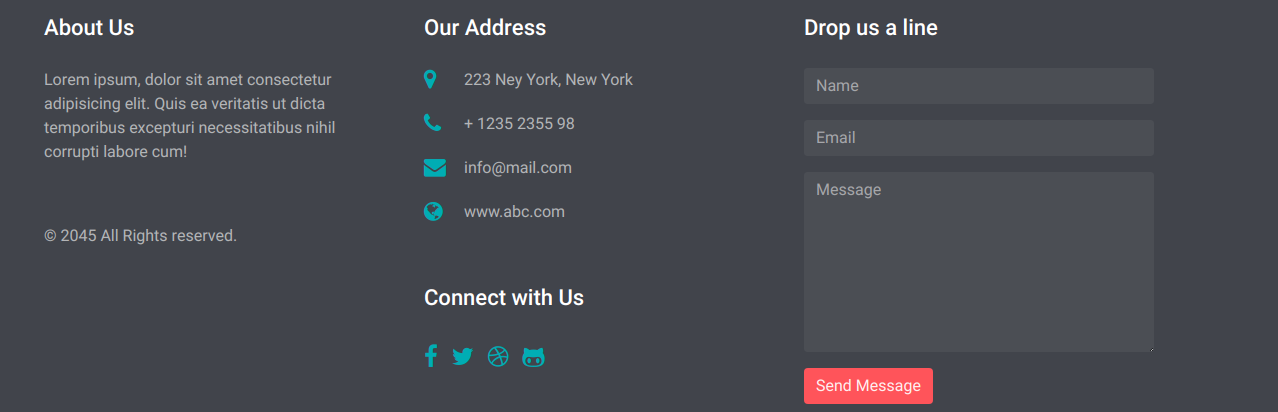 About Us
Lorem ipsum, dolor sit amet consectetur
adipisicing elit. Quis ea veritatis ut dicta
temporibus excepturi necessitatibus nihil
corrupti labore cum!
© 2045 All Rights reserved.
Our Address
223 Ney York, New York
+ 1235 2355 98
info@mail.com
www.abc.com
Connect with Us
Drop us a line
Name
Email
Message
Send Message